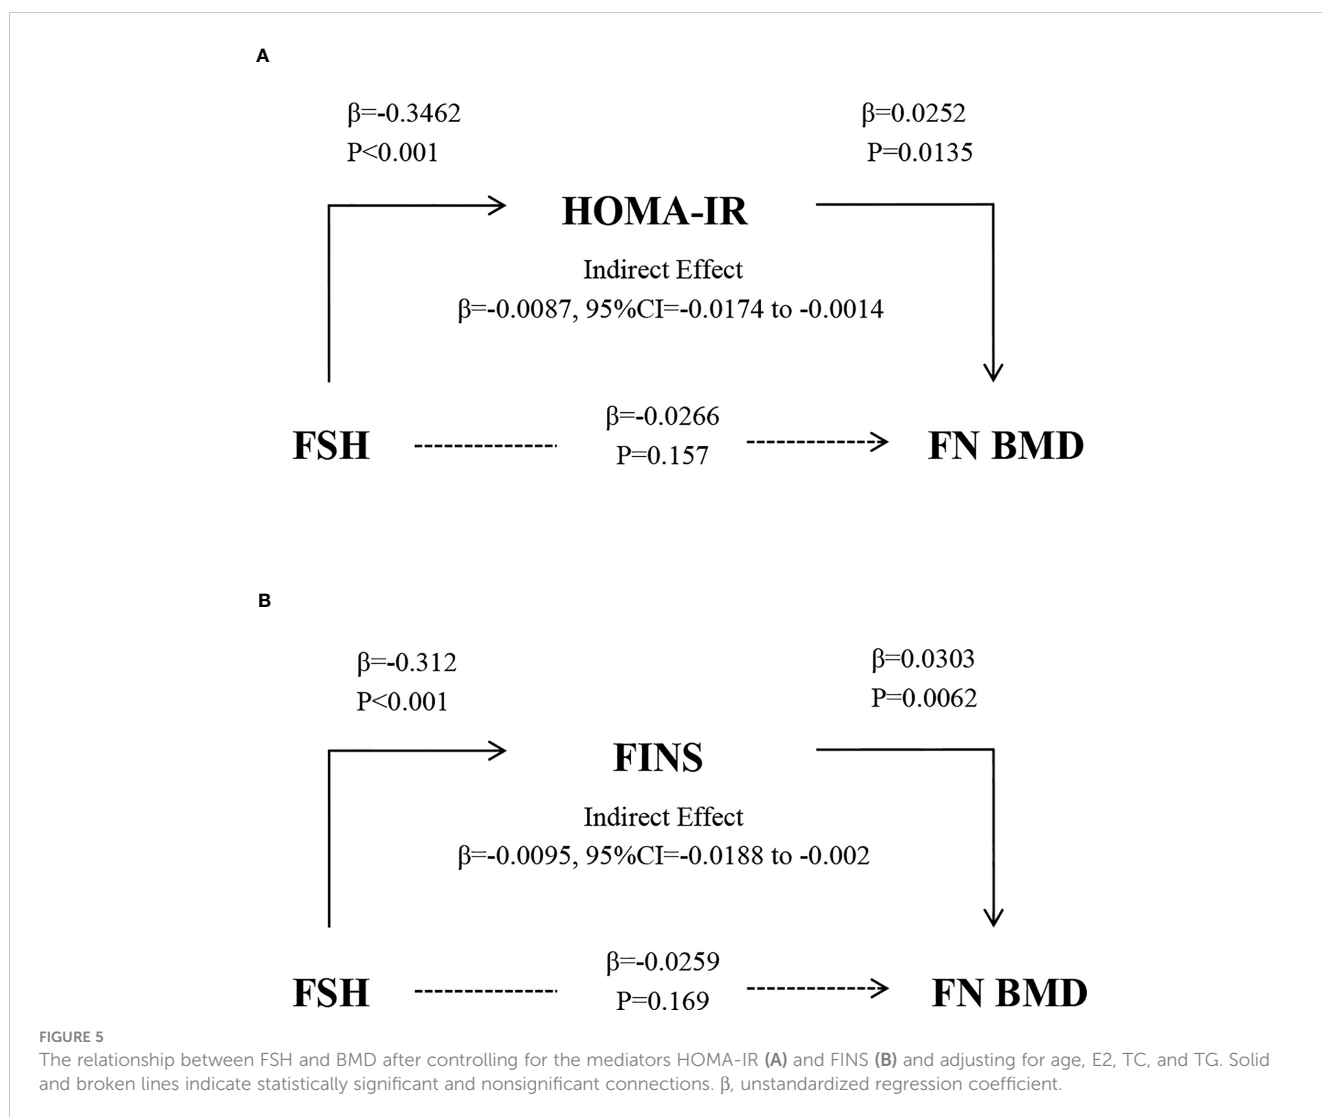 A
β=-0.3462
P<0.001
β=0.0252
P=0.0135
HOMA-IR
Indirect Effect
β=-0.0087, 95%CI=-0.0174 to -0.0014
FSH
β=-0.0266
P=0.157
FN BMD
B
β=-0.312
P<0.001
β=0.0303
P=0.0062
FINS
Indirect Effect
β=-0.0095, 95%CI=-0.0188 to -0.002
FSH
β=-0.0259
P=0.169
FN BMD
FIGURE 5
The relationship between FSH and BMD after controlling for the mediators HOMA-IR (A) and FINS (B) and adjusting for age, E2, TC, and TG. Solid
and broken lines indicate statistically significant and nonsignificant connections. β, unstandardized regression coefficient.